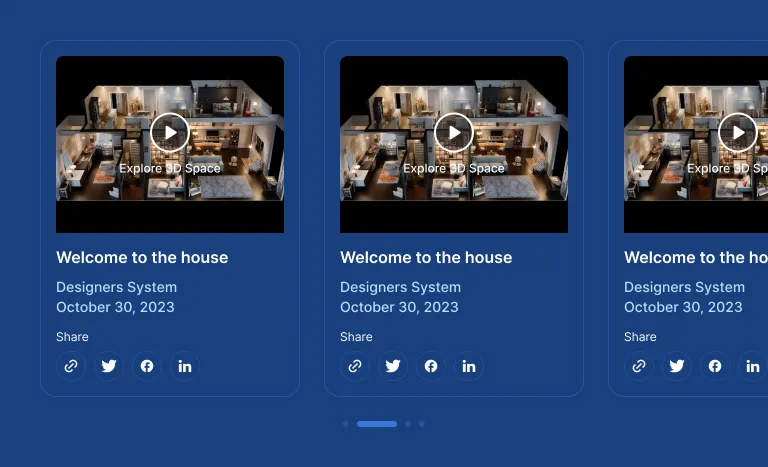 Explore 3D Space
Explore 3D Space
Explore 3D Sp
Welcome to the house
Welcome to the house
Welcome to the ho
Designers System
October 30, 2023
Designers System
October 30, 2023
Designers System
October 30, 2023
Share
Share
Share
in
in
in